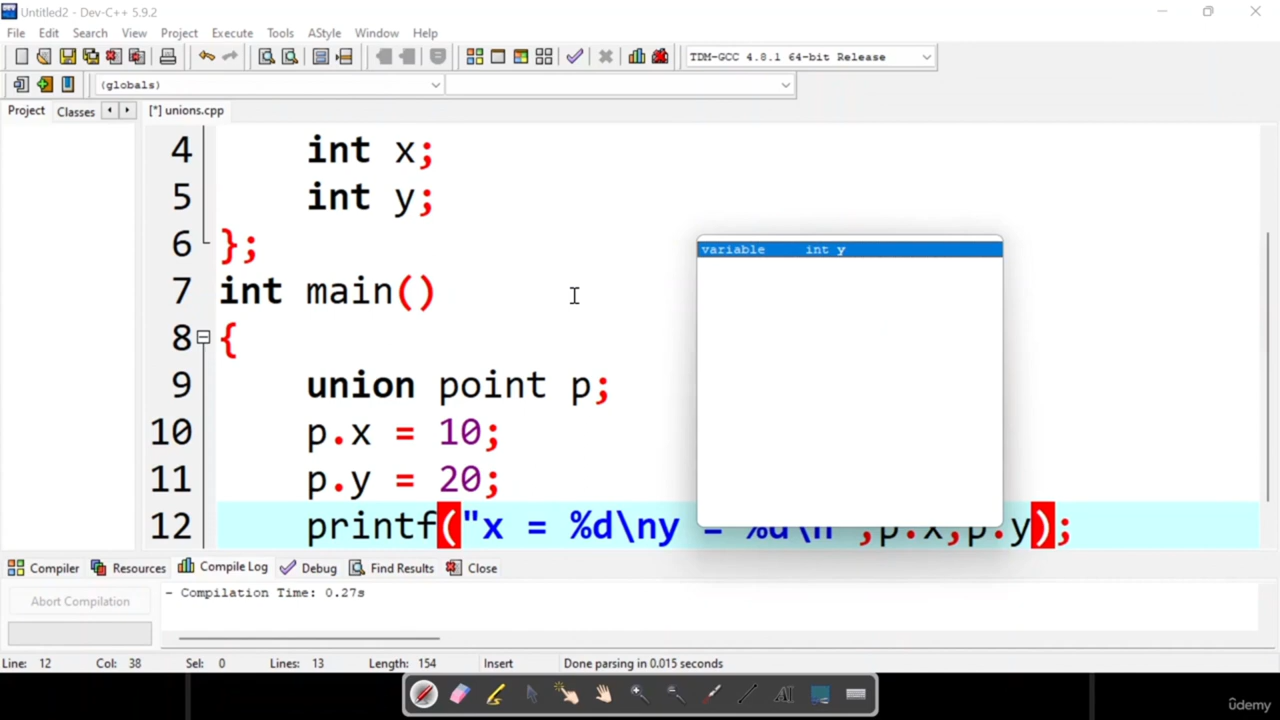 Untitled2 - Dev-C++ 5.9.2
File Edit Search View Project Execute Tools AStyle Window Help
TDM-GCC 4.8.1 64-bit Release
(globals)
Project Classes [*] unions.cpp
4 int x;
5 int y;
6 };
variable int y
7 int main()
8 {
9 union point p;
10 p.x = 10;
11 p.y = 20;
12 printf("x = %d\ny = %d\n",p.x,p.y);
Compiler Resources Compile Log Debug Find Results Close
Abort Compilation
- Compilation Time: 0.27s
Line: 12 Col: 38 Sel: 0 Lines: 13 Length: 154 Insert Done parsing in 0.015 seconds
AI
ûdemy